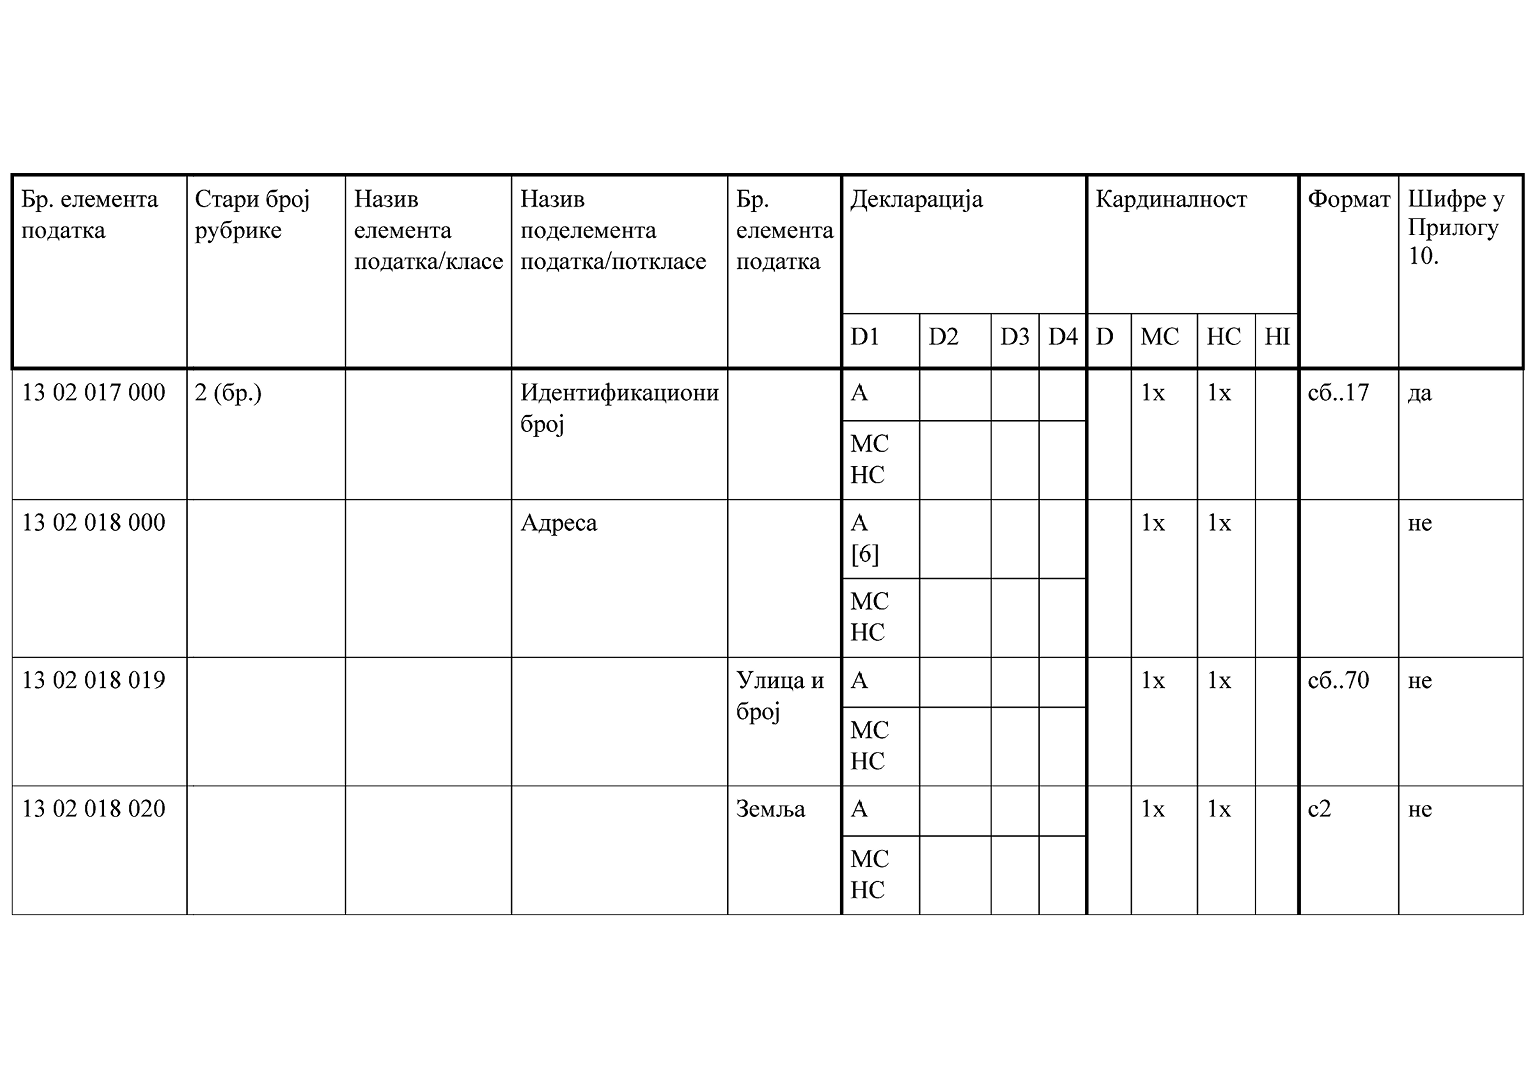 Бр. елемента податка
Стари број рубрике
Назив елемента податка/класе
Назив поделемента податка/поткласе
Бр. елемента податка
Декларација
Кардиналност
Формат
Шифре у Прилогу 10.
D1 D2 D3 D4 D MC HC HI
13 02 017 000 2 (бр.) Идентификациони број A 1x 1x сб..17 да
MC
HC
13 02 018 000 Адреса A 1x 1x не
[6]
MC
HC
13 02 018 019 Улица и број A 1x 1x сб..70 не
MC
HC
13 02 018 020 Земља A 1x 1x с2 не
MC
HC